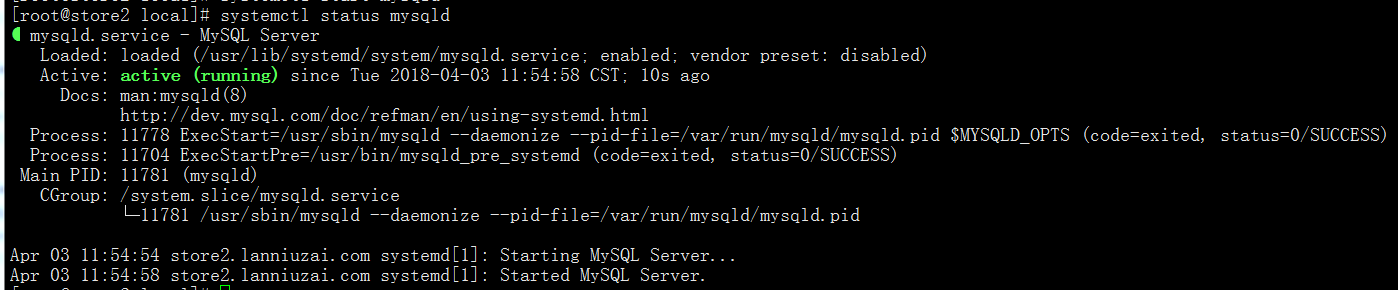 [root@store2 local]# systemctl status mysqld
mysqld.service - MySQL Server
Loaded: loaded (/usr/lib/systemd/system/mysqld.service; enabled; vendor preset: disabled)
Active: active (running) since Tue 2018-04-03 11:54:58 CST; 10s ago
Docs: man:mysqld(8)
http://dev.mysql.com/doc/refman/en/using-systemd.html
Process: 11778 ExecStart=/usr/sbin/mysqld --daemonize --pid-file=/var/run/mysqld/mysqld.pid $MYSQLD_OPTS (code=exited, status=0/SUCCESS)
Process: 11704 ExecStartPre=/usr/bin/mysqld_pre_systemd (code=exited, status=0/SUCCESS)
Main PID: 11781 (mysqld)
CGroup: /system.slice/mysqld.service
└─11781 /usr/sbin/mysqld --daemonize --pid-file=/var/run/mysqld/mysqld.pid
Apr 03 11:54:54 store2.lanniuzai.com systemd[1]: Starting MySQL Server...
Apr 03 11:54:58 store2.lanniuzai.com systemd[1]: Started MySQL Server.